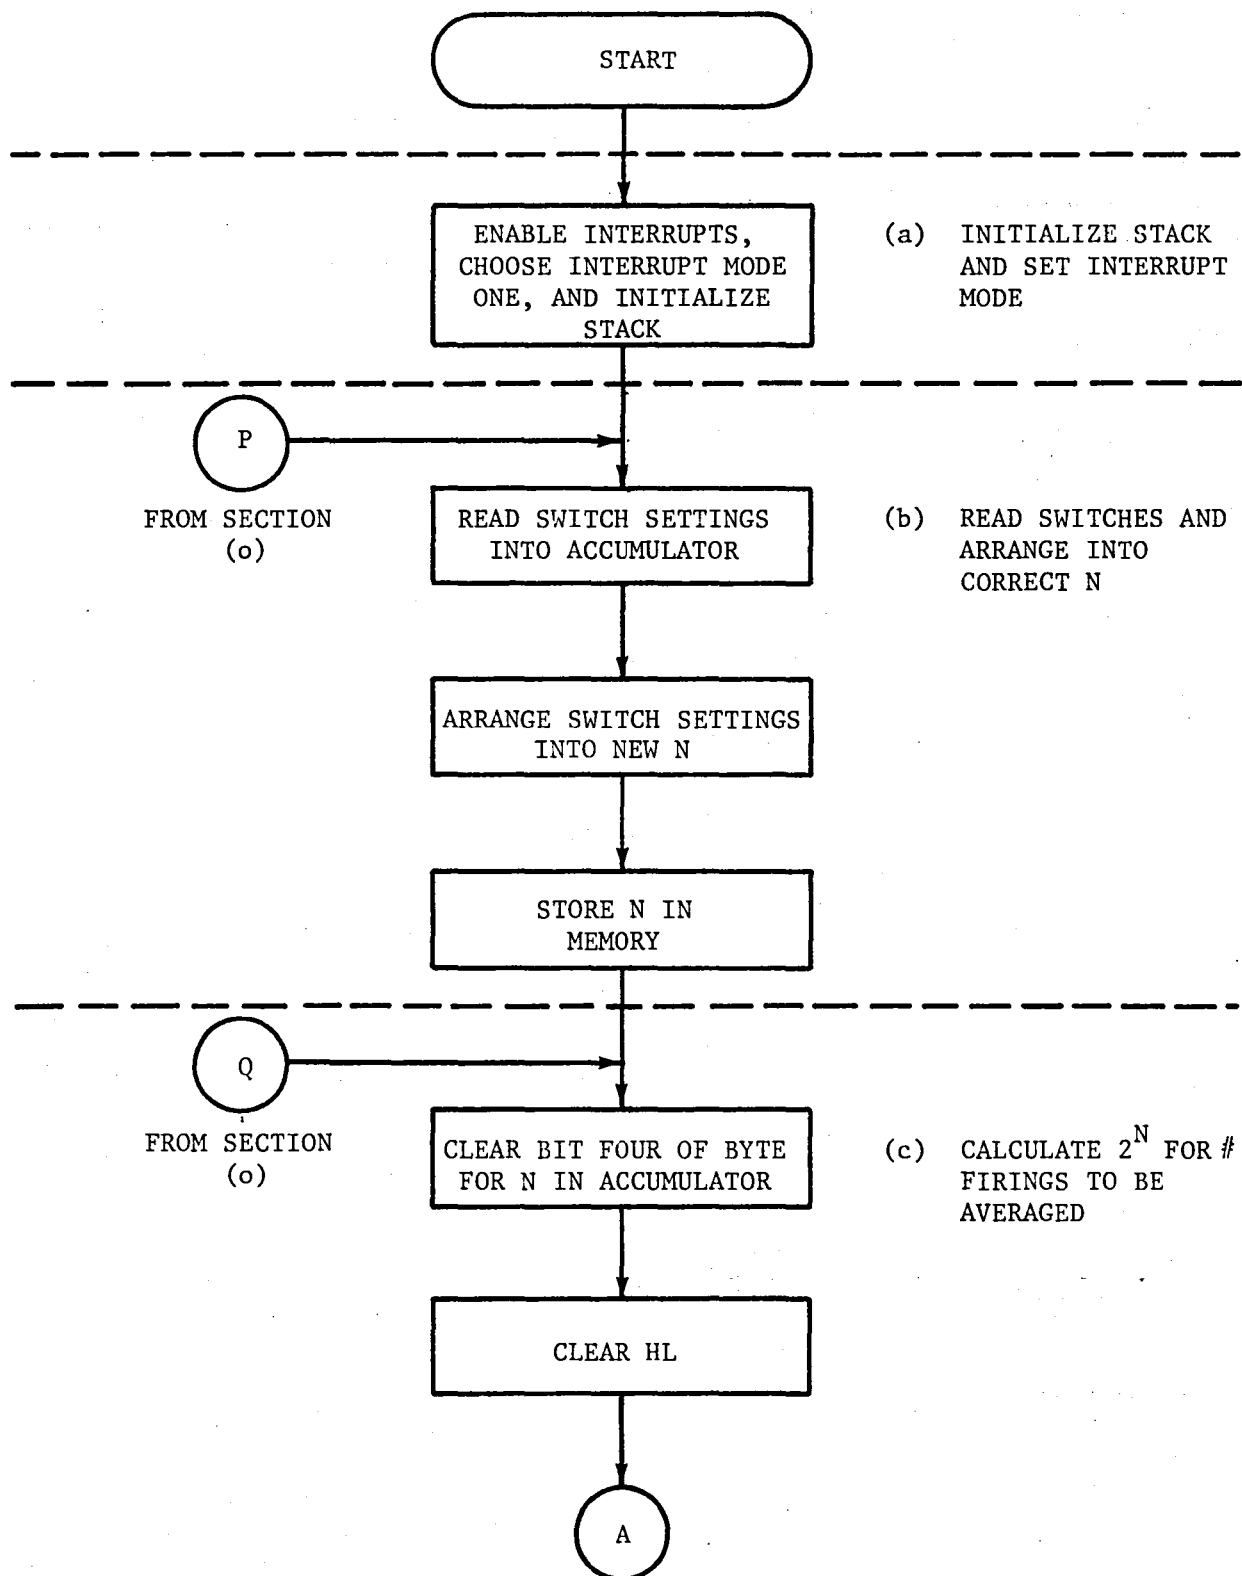 START
ENABLE INTERRUPTS,
CHOOSE INTERRUPT MODE
ONE, AND INITIALIZE
STACK
(a) INITIALIZE STACK
AND SET INTERRUPT
MODE
P
FROM SECTION
(o)
READ SWITCH SETTINGS
INTO ACCUMULATOR
(b) READ SWITCHES AND
ARRANGE INTO
CORRECT N
ARRANGE SWITCH SETTINGS
INTO NEW N
STORE N IN
MEMORY
Q
FROM SECTION
(o)
CLEAR BIT FOUR OF BYTE
FOR N IN ACCUMULATOR
(c) CALCULATE 2^N FOR #
FIRINGS TO BE
AVERAGED
CLEAR HL
A